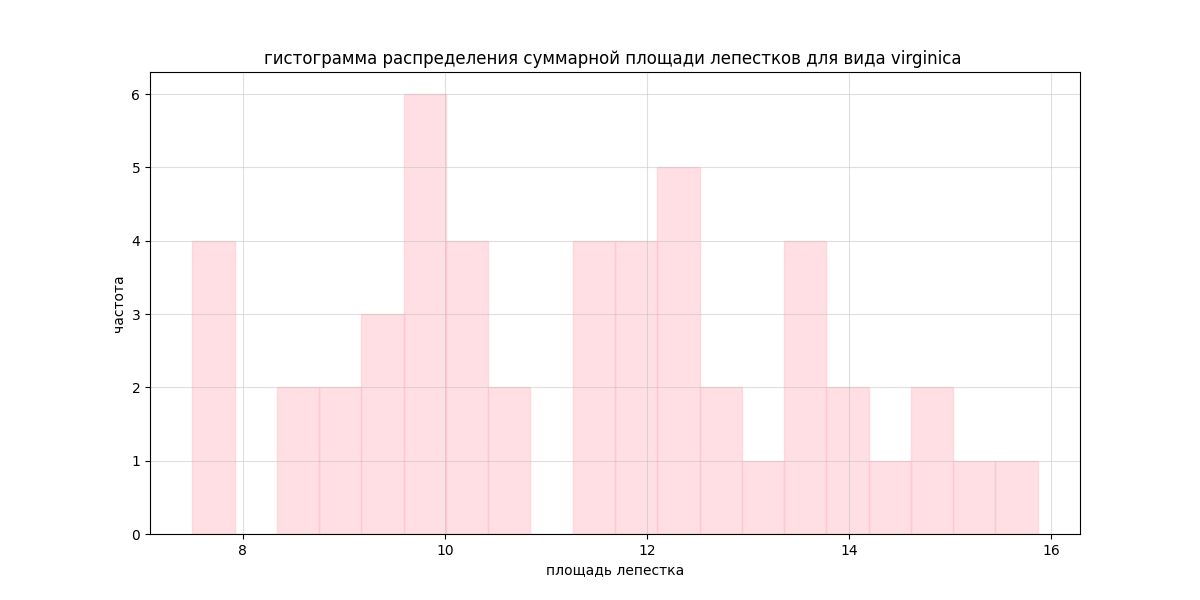 гистограмма распределения суммарной площади лепестков для вида virginica
6
5
4
3
2
1
0
частота
8 10 12 14 16
площадь лепестка